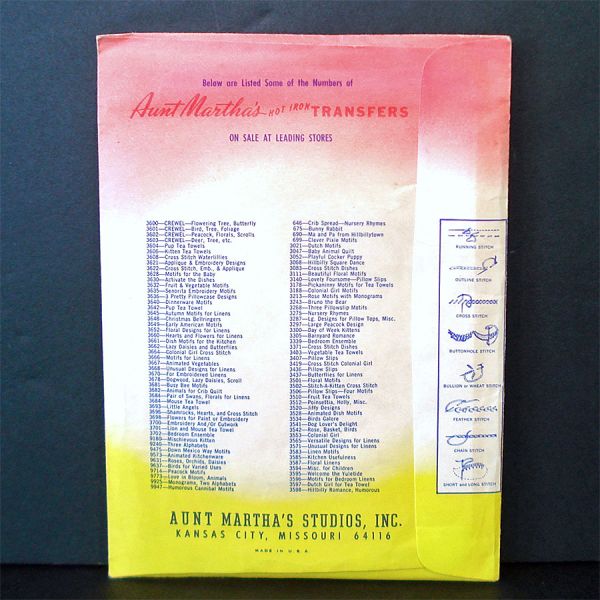 Below are Listed Some of the Numbers of
Aunt Martha's HOT IRON TRANSFERS
ON SALE AT LEADING STORES
3600—CREWEL—Flowering Tree, Butterfly
3601—CREWEL—Bird, Tree, Foliage
3602—CREWEL—Peacock, Florals, Scrolls
3603—CREWEL—Deer, Tree, etc.
3604—Pup Tea Towels
3605—Kitten Tea Towels
3608—Cross Stitch Waterlilies
3621—Applique & Embroidery Designs
3622—Cross Stitch, Emb., & Applique
3628—Motifs for the Baby
3630—Activate the Dishes
3632—Fruit & Vegetable Motifs
3635—Senorita Embroidery Motifs
3636—3 Pretty Pillowcase Designs
3640—Dinnerware Motifs
3642—Pup Tea Towel
3645—Autumn Motifs for Linens
3648—Christmas Bellringers
3649—Early American Motifs
3652—Floral Designs for Linens
3660—Hearts and Flowers for Linens
3661—Dish Motifs for the Kitchen
3662—Lazy Daisies and Butterflies
3664—Colonial Girl Cross Stitch
Motifs for Linens
3667—Animated Vegetables
3668—Unusual Designs for Linens
3670—For Embroidered Linens
3678—Dogwood, Lazy Daisies, Scroll
3681—Busy Bee Motifs
3682—Animals for Crib Quilt
3684—Pair of Swans, Florals for Linens
3688—Mouse Tea Towel
3693—Little Angels
3696—Shamrocks, Hearts, and Cross Stitch
3698—Flowers for Paint or Embroidery
3700—Embroidery And/Or Cutwork
3701—Lion and Mouse Tea Towel
3703—Bedroom Ensemble
9180—Mischievous Kitten
9240—Three Alphabets
9475—Down Mexico Way Motifs
9573—Animated Kitchenware
9631—Roses, Orchids, Daisies
9637—Birds for Varied Uses
9714—Peacock Motifs
9773—Love in Bloom, Animals
9925—Monograms, Two Alphabets
9947—Humorous Cannibal Motifs
646—Crib Spread—Nursery Rhymes
675—Bunny Rabbit
690—Ma and Pa from Hillbillytown
699—Clever Pixie Motifs
3021—Dutch Motifs
3047—Baby Animal Quilt
3052—Playful Cocker Puppy
3068—Hillbilly Square Dance
3083—Cross Stitch Dishes
3111—Beautiful Floral Motifs
3140—Lovely Foursome—Pillow Slips
3178—Pickaninny Motifs for Tea Towels
3188—Colonial Girl Motifs
3213—Rose Motifs with Monograms
3243—Bruno the Bear
3268—Three Pillowslip Motifs
3275—Nursery Rhymes
3287—Lg. Designs for Pillow Tops, Misc.
3297—Large Peacock Design
3300—Day of Week Kittens
3305—Barnyard Romance
3339—Bedroom Ensemble
3371—Cross Stitch Dishes
3403—Vegetable Tea Towels
3407—Pillow Slips
3419—Cross Stitch Colonial Girl
3436—Pillow Slips
3437—Butterflies for Linens
3501—Floral Motifs
3502—Stitch-A-Kitten Cross Stitch
3506—Pillow Slips—Four Motifs
3510—Fruit Tea Towels
3512—Poinsettia, Holly, Misc.
3520—Jiffy Designs
3524—Animated Dish Motifs
3534—Birds Galore
3541—Dog Lover's Delight
3542—Rose, Basket, Birds
3553—Colonial Girl
3565—Versatile Designs for Linens
3571—Unusual Designs for Linens
3583—Linen Motifs
3585—Kitchen Usefulness
3587—Floral Linens
3594—Misc. for Children
3595—Welcome the Yuletide
3596—Motifs for Bedroom Linens
3597—Dutch Girl for Tea Towel
3598—Hillbilly Romance, Humorous
RUNNING STITCH
OUTLINE STITCH
CROSS STITCH
BUTTONHOLE STITCH
BULLION or WHEAT STITCH
FEATHER STITCH
CHAIN STITCH
SHORT and LONG STITCH
AUNT MARTHA'S STUDIOS, INC.
KANSAS CITY, MISSOURI 64116
MADE IN U.S.A.